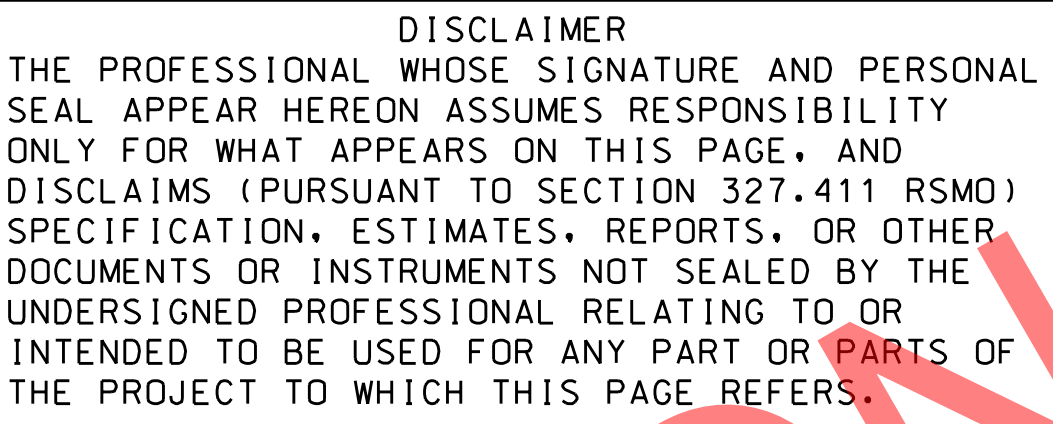 DISCLAIMER
THE PROFESSIONAL WHOSE SIGNATURE AND PERSONAL
SEAL APPEAR HEREON ASSUMES RESPONSIBILITY
ONLY FOR WHAT APPEARS ON THIS PAGE, AND
DISCLAIMS (PURSUANT TO SECTION 327.411 RSMO)
SPECIFICATION, ESTIMATES, REPORTS, OR OTHER
DOCUMENTS OR INSTRUMENTS NOT SEALED BY THE
UNDERSIGNED PROFESSIONAL RELATING TO OR
INTENDED TO BE USED FOR ANY PART OR PARTS OF
THE PROJECT TO WHICH THIS PAGE REFERS.